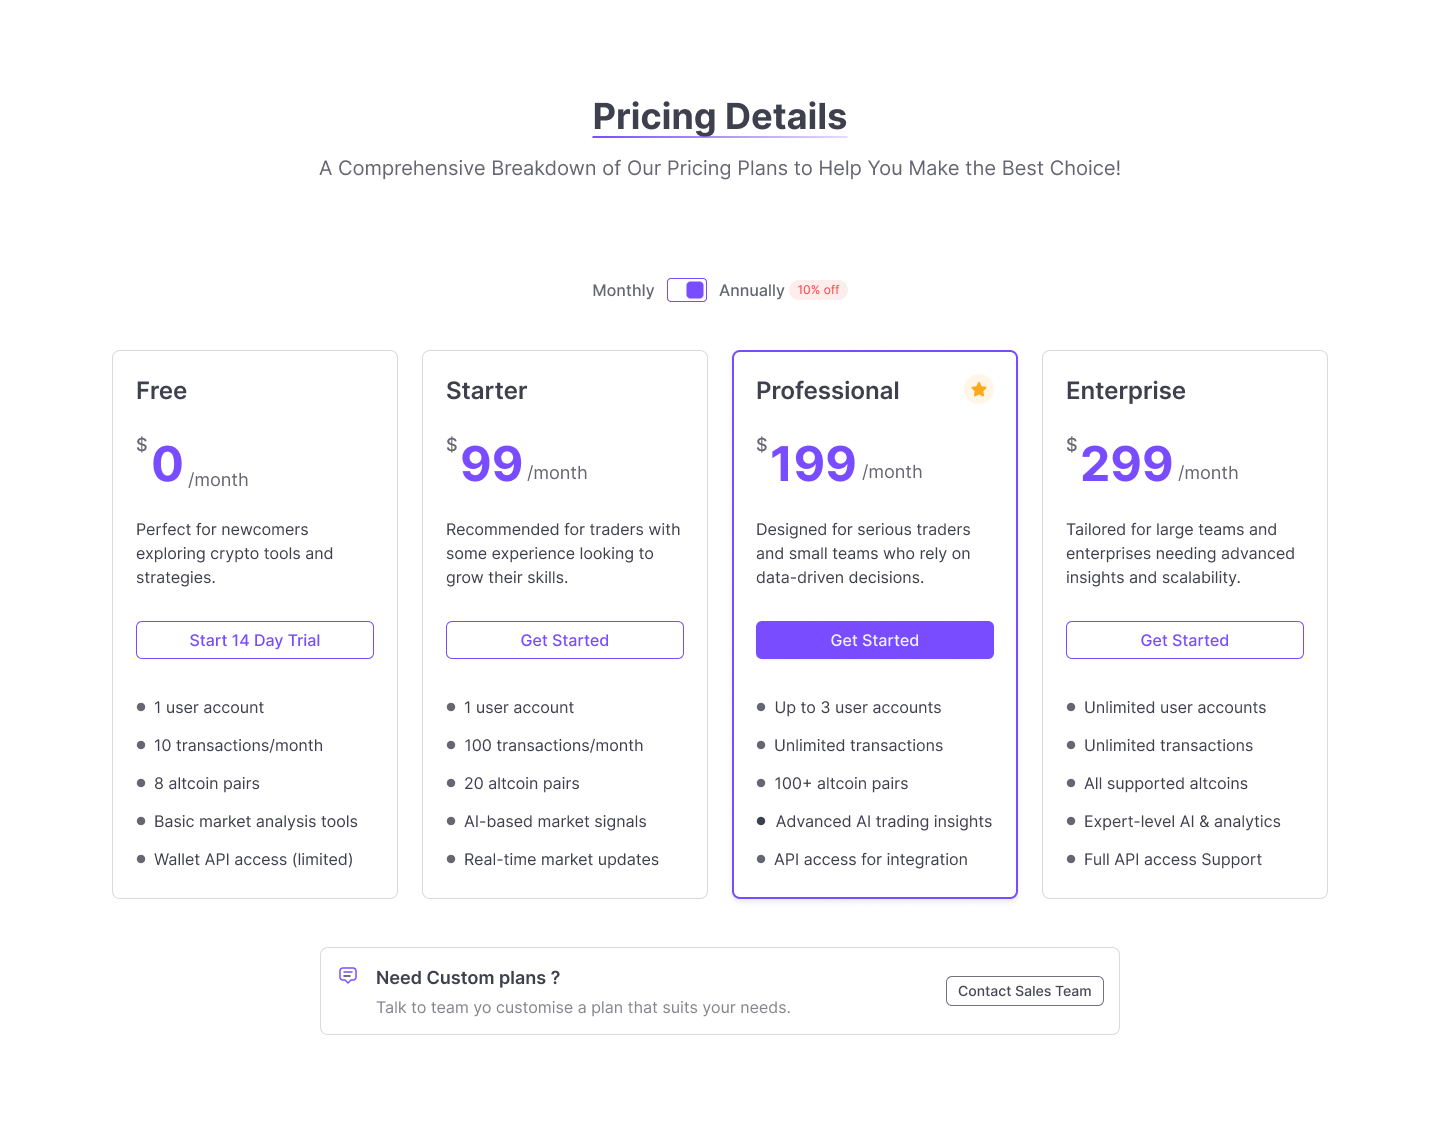 Pricing Details
A Comprehensive Breakdown of Our Pricing Plans to Help You Make the Best Choice!
Monthly
Annually
10% off
Free
$0 /month
Perfect for newcomers
exploring crypto tools and
strategies.
Start 14 Day Trial
1 user account
10 transactions/month
8 altcoin pairs
Basic market analysis tools
Wallet API access (limited)
Starter
$99 /month
Recommended for traders with
some experience looking to
grow their skills.
Get Started
1 user account
100 transactions/month
20 altcoin pairs
AI-based market signals
Real-time market updates
Professional
$199 /month
Designed for serious traders
and small teams who rely on
data-driven decisions.
Get Started
Up to 3 user accounts
Unlimited transactions
100+ altcoin pairs
Advanced AI trading insights
API access for integration
Enterprise
$299 /month
Tailored for large teams and
enterprises needing advanced
insights and scalability.
Get Started
Unlimited user accounts
Unlimited transactions
All supported altcoins
Expert-level AI & analytics
Full API access Support
Need Custom plans ?
Talk to team yo customise a plan that suits your needs.
Contact Sales Team